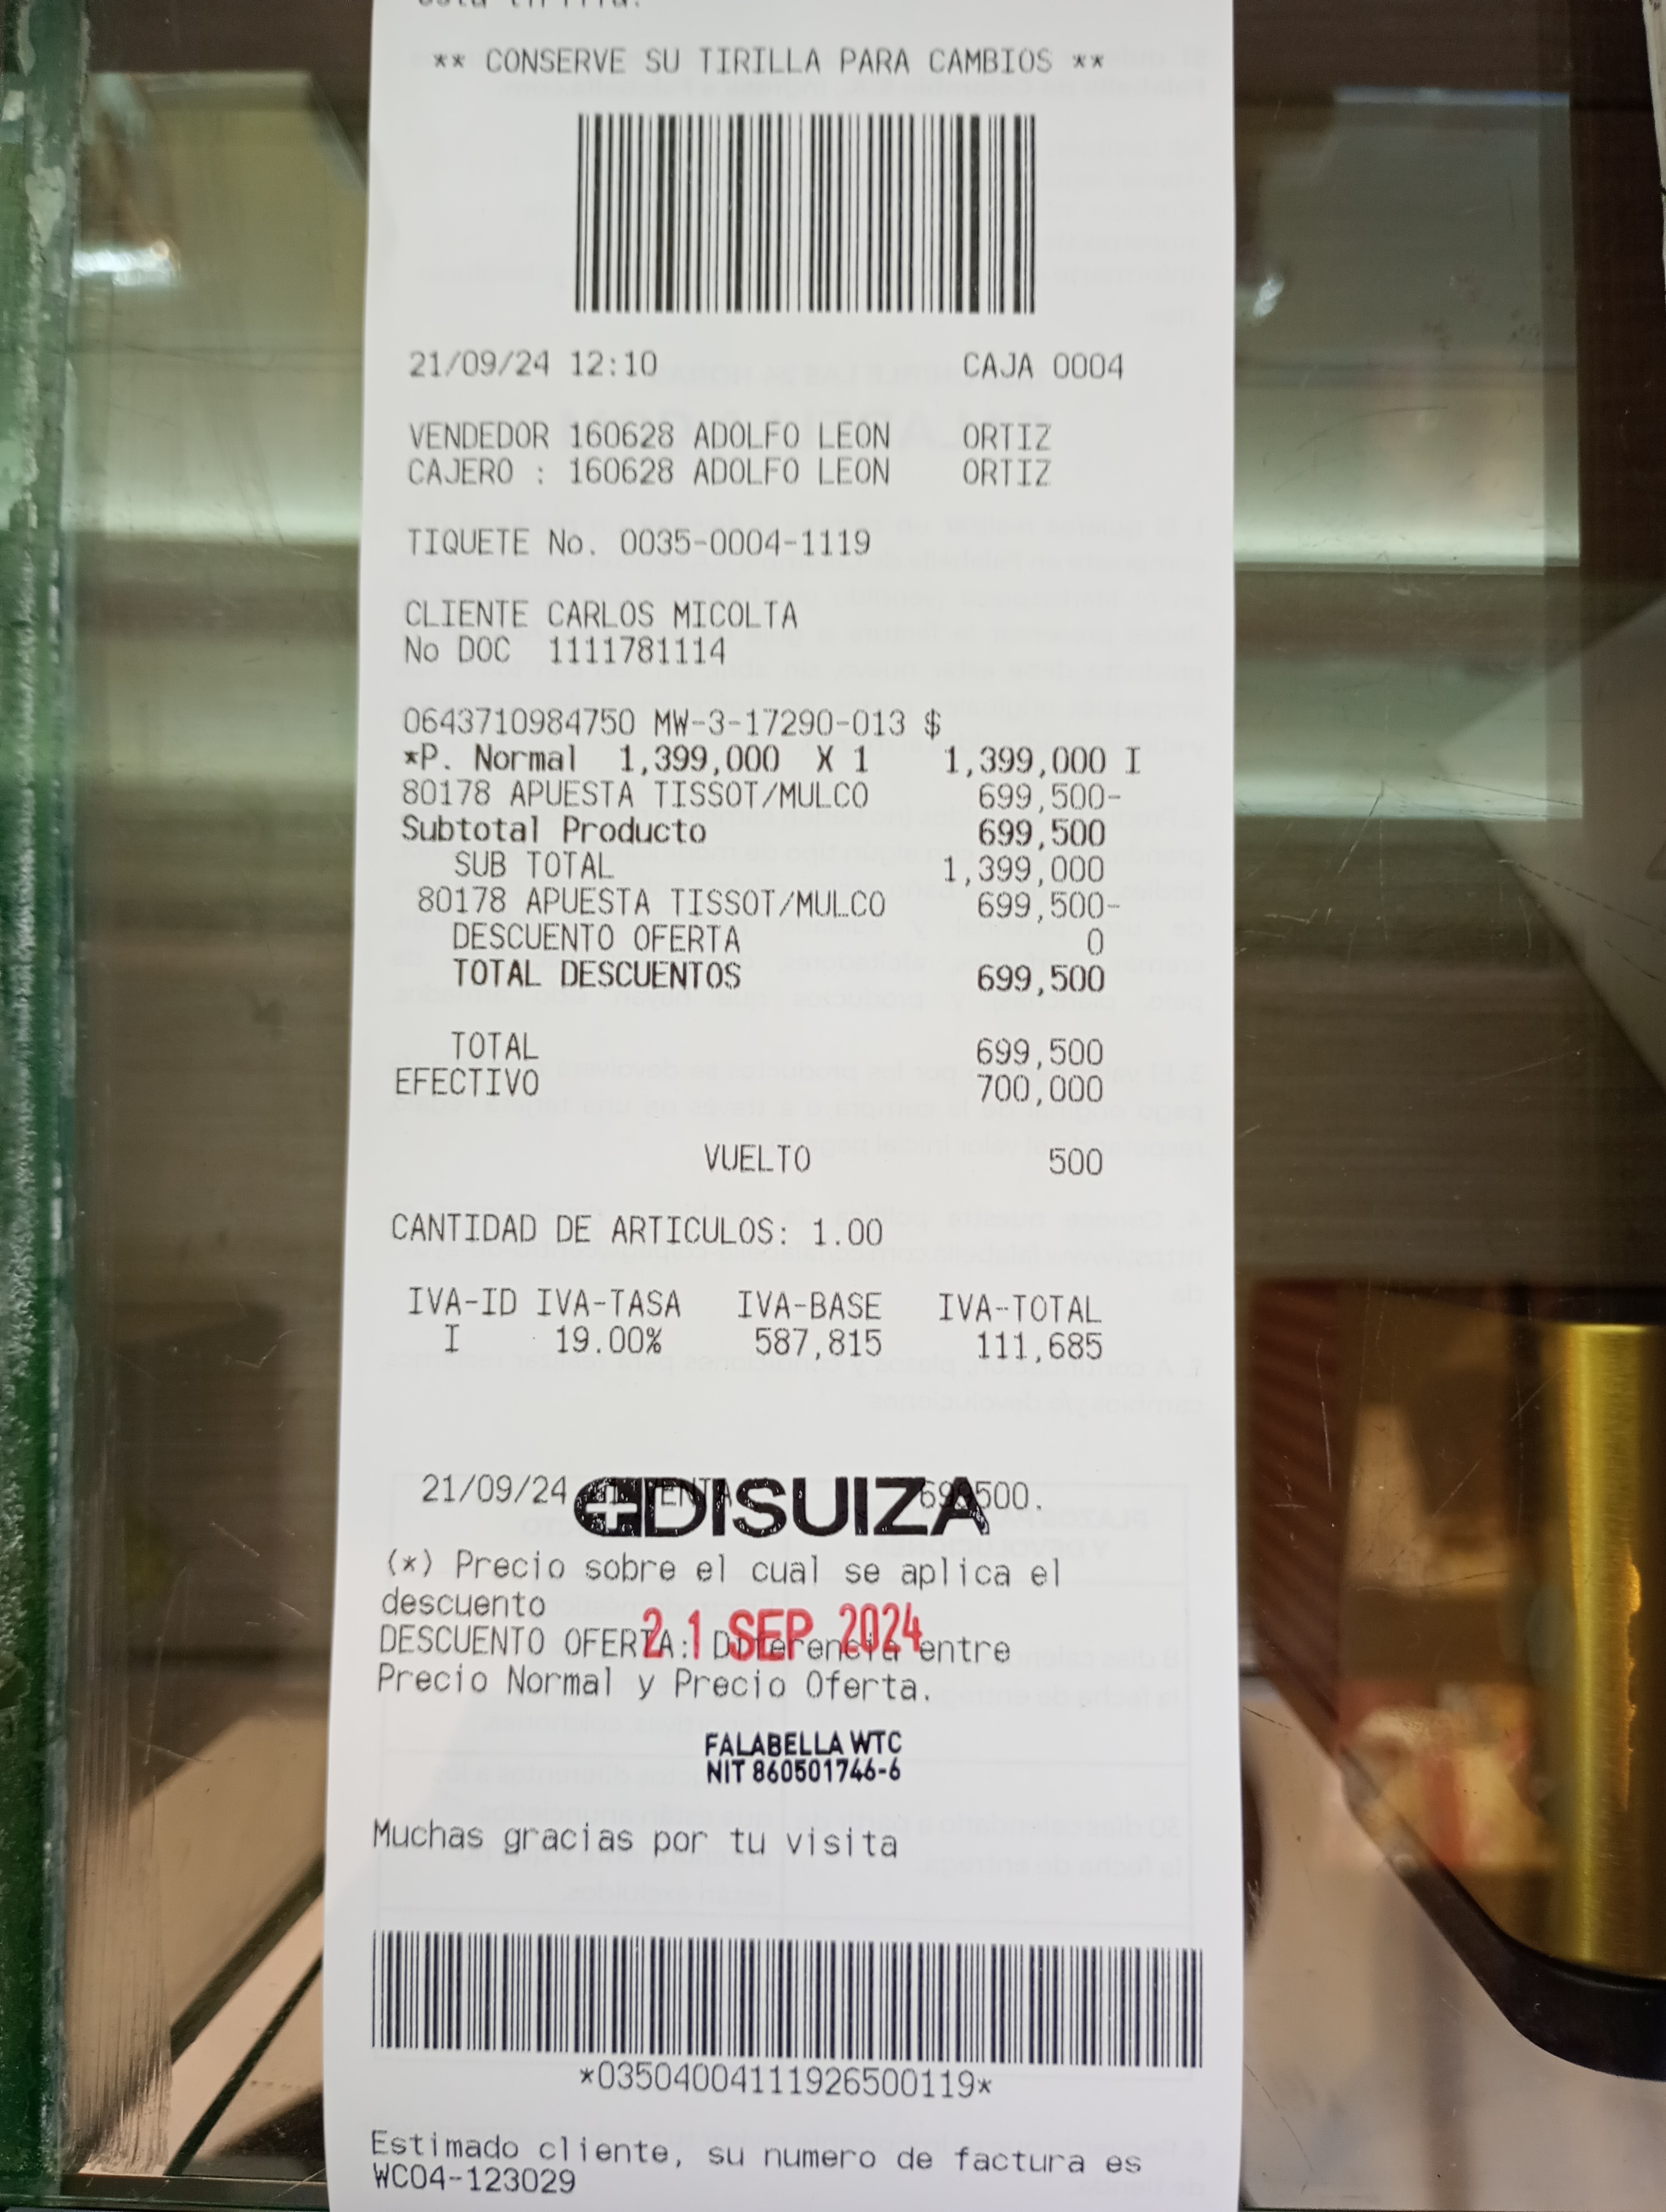 ** CONSERVE SU TIRILLA PARA CAMBIOS **
21/09/24 12:10 CAJA 0004
VENDEDOR 160628 ADOLFO LEON ORTIZ
CAJERO : 160628 ADOLFO LEON ORTIZ
TIQUETE No. 0035-0004-1119
CLIENTE CARLOS MICOLTA
No DOC 1111781114
0643710984750 MW-3-17290-013 $
*P. Normal 1,399,000 X 1 1,399,000 I
80178 APUESTA TISSOT/MULCO 699,500-
Subtotal Producto 699,500
SUB TOTAL 1,399,000
80178 APUESTA TISSOT/MULCO 699,500-
DESCUENTO OFERTA 0
TOTAL DESCUENTOS 699,500
TOTAL 699,500
EFECTIVO 700,000
VUELTO 500
CANTIDAD DE ARTICULOS: 1.00
IVA-ID IVA-TASA IVA-BASE IVA-TOTAL
I 19.00% 587,815 111,685
21/09/24 699500.
DISUIZA
(*) Precio sobre el cual se aplica el
descuento
21 SEP 2024
DESCUENTO OFERTA: Diferencia entre
Precio Normal y Precio Oferta.
FALABELLA WTC
NIT 860501746-6
Muchas gracias por tu visita
*035040041111926500119*
Estimado cliente, su numero de factura es
WC04-123029